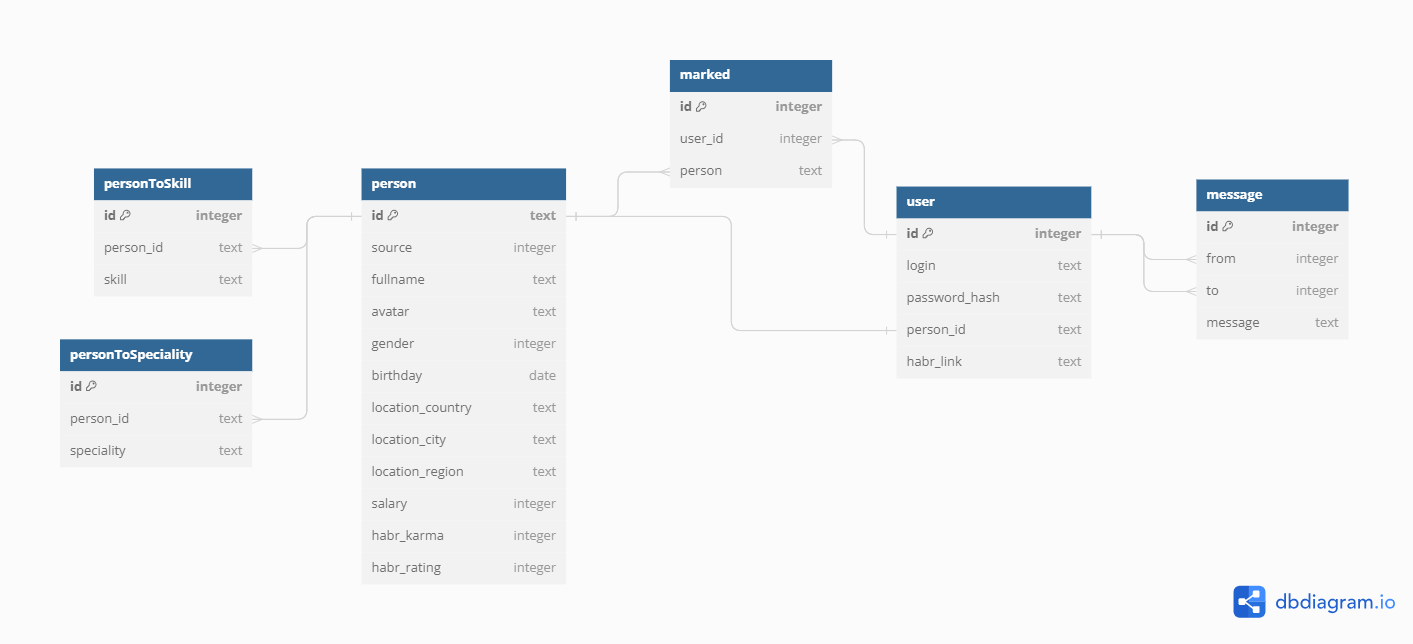 marked
id integer
user_id integer
person text
personToSkill
id integer
person_id text
skill text
person
id text
source integer
fullname text
avatar text
gender integer
birthday date
location_country text
location_city text
location_region text
salary integer
habr_karma integer
habr_rating integer
user
id integer
login text
password_hash text
person_id text
habr_link text
message
id integer
from integer
to integer
message text
personToSpeciality
id integer
person_id text
speciality text
dbdiagram.io